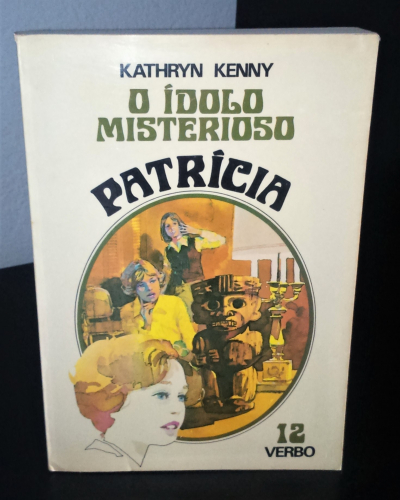 KATHRYN KENNY
O ÍDOLO
MISTERIOSO
PATRÍCIA
12
VERBO